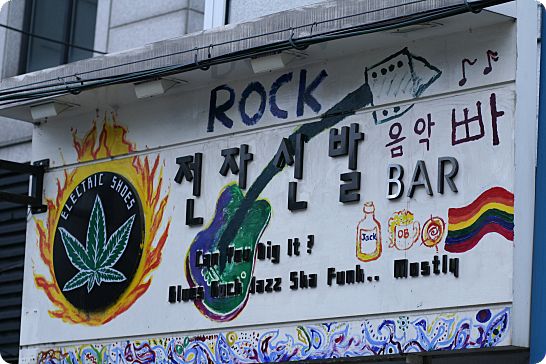 ROCK
ELECTRIC SHOES
전자신발
음악 빠
BAR
Can You Dig It ?
Blues Rock Jazz Ska Funk.. Mostly
Jack
OB